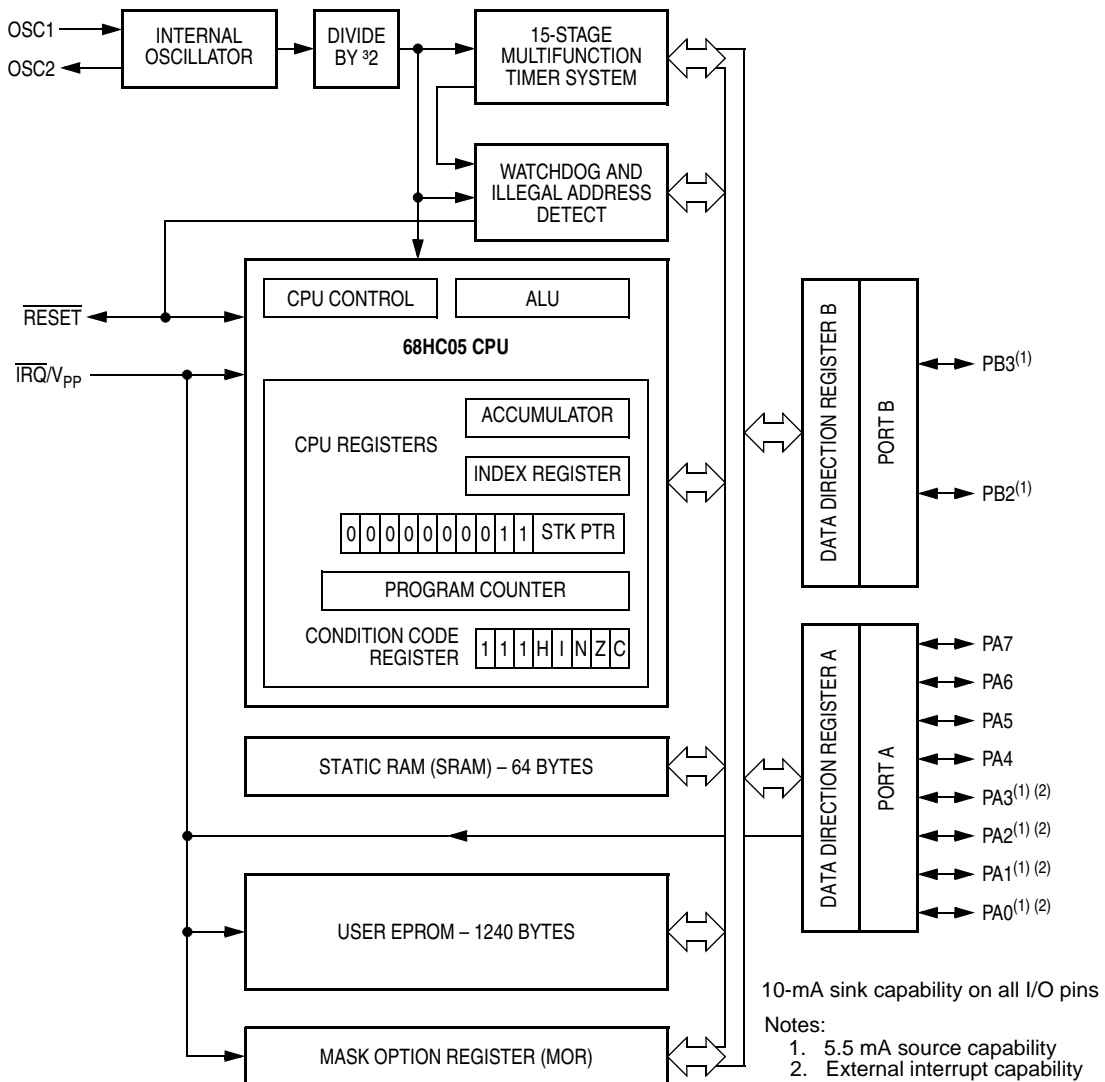 OSC1
OSC2
INTERNAL
OSCILLATOR
DIVIDE
BY ³2
15-STAGE
MULTIFUNCTION
TIMER SYSTEM
WATCHDOG AND
ILLEGAL ADDRESS
DETECT
RESET
IRQ/VPP
CPU CONTROL
ALU
68HC05 CPU
CPU REGISTERS
ACCUMULATOR
INDEX REGISTER
0 0 0 0 0 0 0 0 1 1 STK PTR
PROGRAM COUNTER
CONDITION CODE
REGISTER
1 1 1 H I N Z C
STATIC RAM (SRAM) – 64 BYTES
USER EPROM – 1240 BYTES
MASK OPTION REGISTER (MOR)
DATA DIRECTION REGISTER B
PORT B
PB3(1)
PB2(1)
DATA DIRECTION REGISTER A
PORT A
PA7
PA6
PA5
PA4
PA3(1) (2)
PA2(1) (2)
PA1(1) (2)
PA0(1) (2)
10-mA sink capability on all I/O pins
Notes:
1. 5.5 mA source capability
2. External interrupt capability